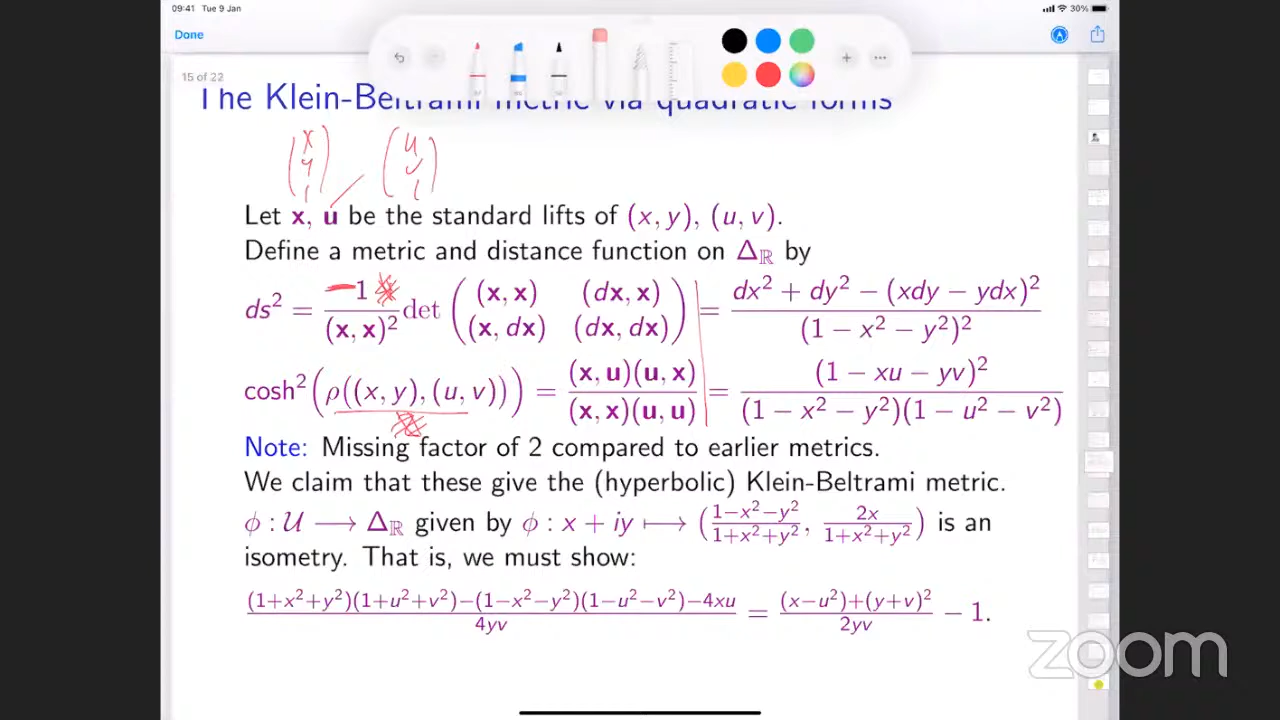 09:41 Tue 9 Jan
30%
Done
15 of 22
The Klein-Beltrami metric via quadratic forms
(x y 1) (u v 1)
Let x, u be the standard lifts of (x, y), (u, v).
Define a metric and distance function on Δ_ℝ by
ds² = −1/(x, x)² det ( (x, x) (dx, x) ; (x, dx) (dx, dx) ) = (dx² + dy² − (xdy − ydx)²)/(1 − x² − y²)²
cosh²(ρ((x, y), (u, v))) = (x, u)(u, x)/(x, x)(u, u) = (1 − xu − yv)²/(1 − x² − y²)(1 − u² − v²)
Note: Missing factor of 2 compared to earlier metrics.
We claim that these give the (hyperbolic) Klein-Beltrami metric.
ϕ : 𝒰 ⟶ Δ_ℝ given by ϕ : x + iy ⟼ ((1−x²−y²)/(1+x²+y²), 2x/(1+x²+y²)) is an
isometry. That is, we must show:
((1+x²+y²)(1+u²+v²)−(1−x²−y²)(1−u²−v²)−4xu)/4yv = ((x−u²)+(y+v)²)/2yv − 1.
zoom